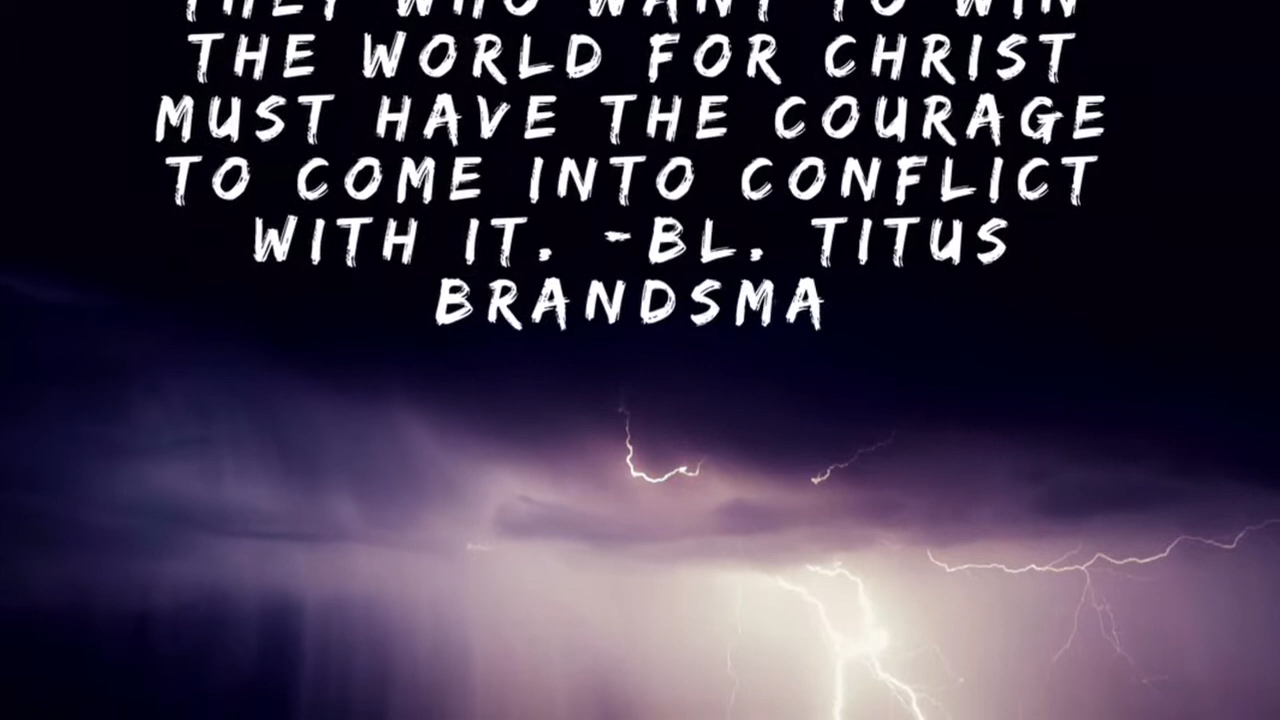 THEY WHO WANT TO WIN
THE WORLD FOR CHRIST
MUST HAVE THE COURAGE
TO COME INTO CONFLICT
WITH IT. -BL. TITUS
BRANDSMA